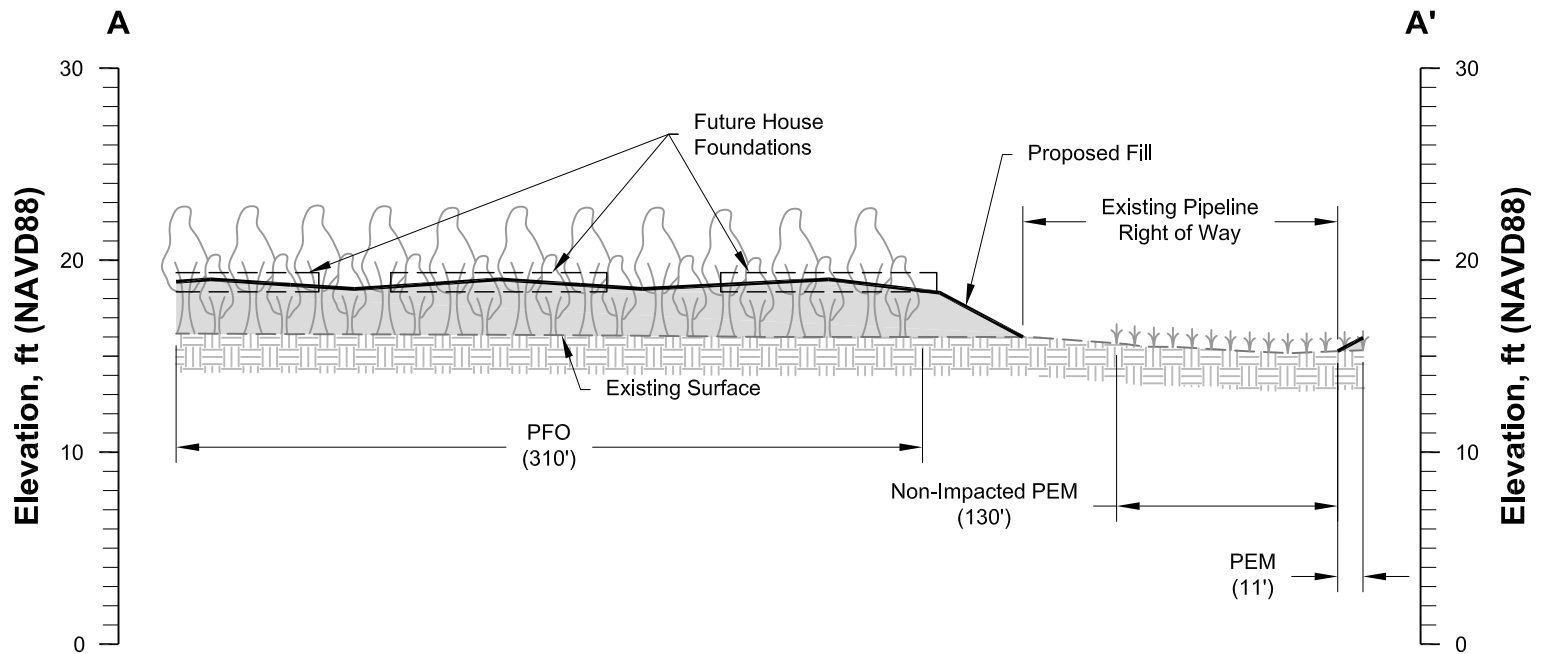 A
A'
30
30
Future House
Foundations
Proposed Fill
Existing Pipeline
Right of Way
20
20
Elevation, ft (NAVD88)
Elevation, ft (NAVD88)
Existing Surface
PFO
(310')
10
10
Non-Impacted PEM
(130')
PEM
(11')
0
0